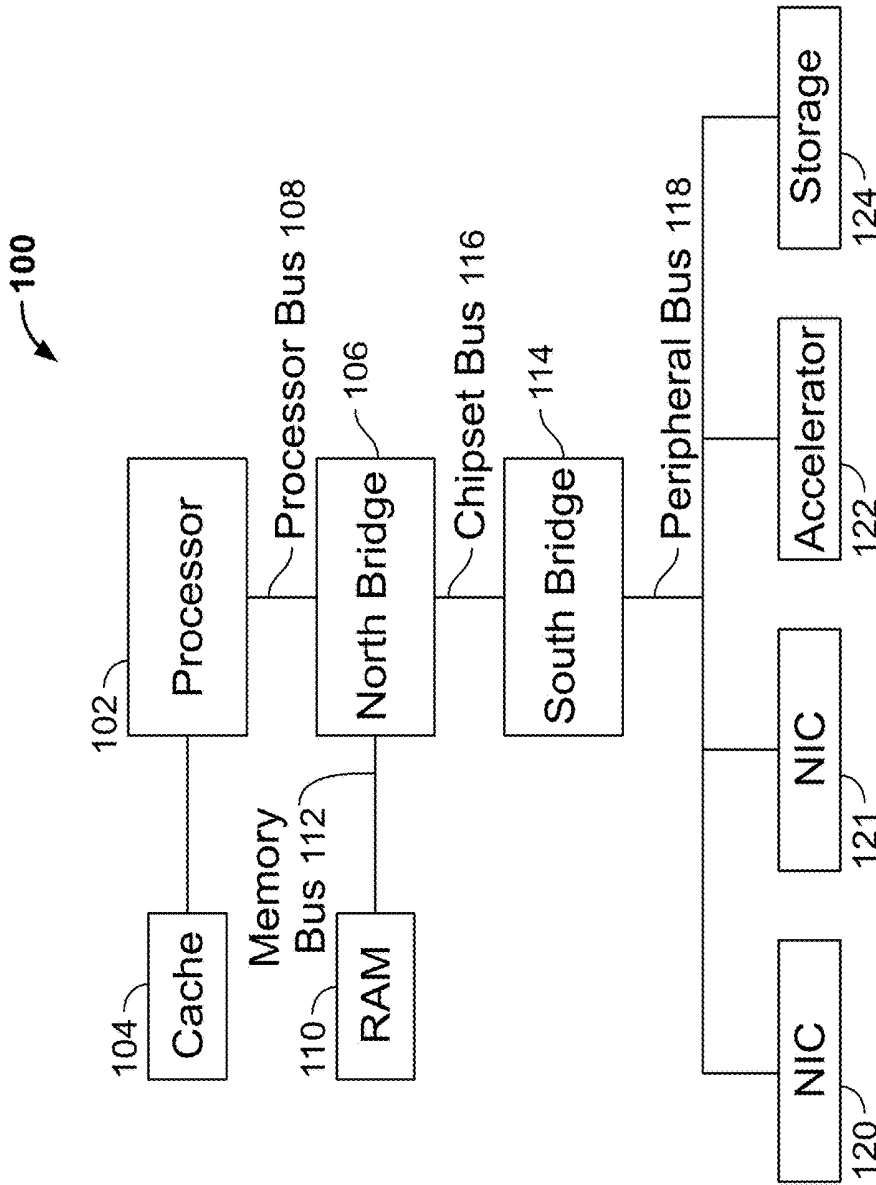 100
102
Processor
104
Cache
Processor Bus 108
106
North Bridge
Memory
Bus 112
110
RAM
Chipset Bus 116
114
South Bridge
Peripheral Bus 118
NIC
120
NIC
121
Accelerator
122
Storage
124